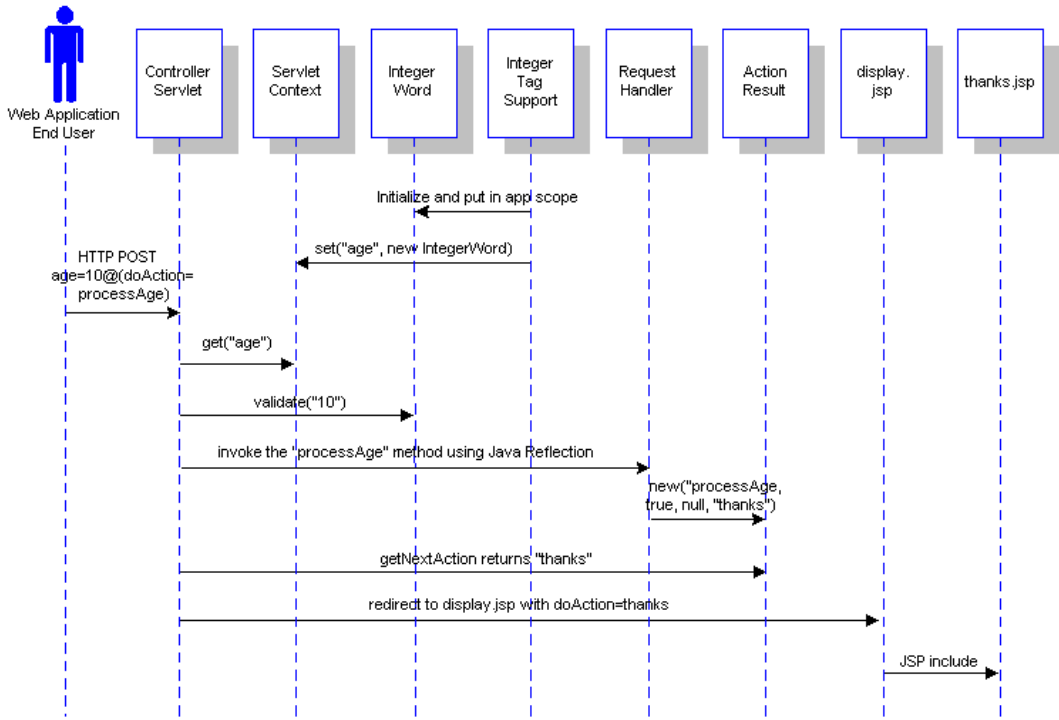 Web Application
End User
Controller
Servlet
Servlet
Context
Integer
Word
Integer
Tag
Support
Request
Handler
Action
Result
display.
jsp
thanks.jsp
Initialize and put in app scope
set("age", new IntegerWord)
HTTP POST
age=10@(doAction=
processAge)
get("age")
validate("10")
invoke the "processAge" method using Java Reflection
new("processAge,
true, null, "thanks")
getNextAction returns "thanks"
redirect to display.jsp with doAction=thanks
JSP include